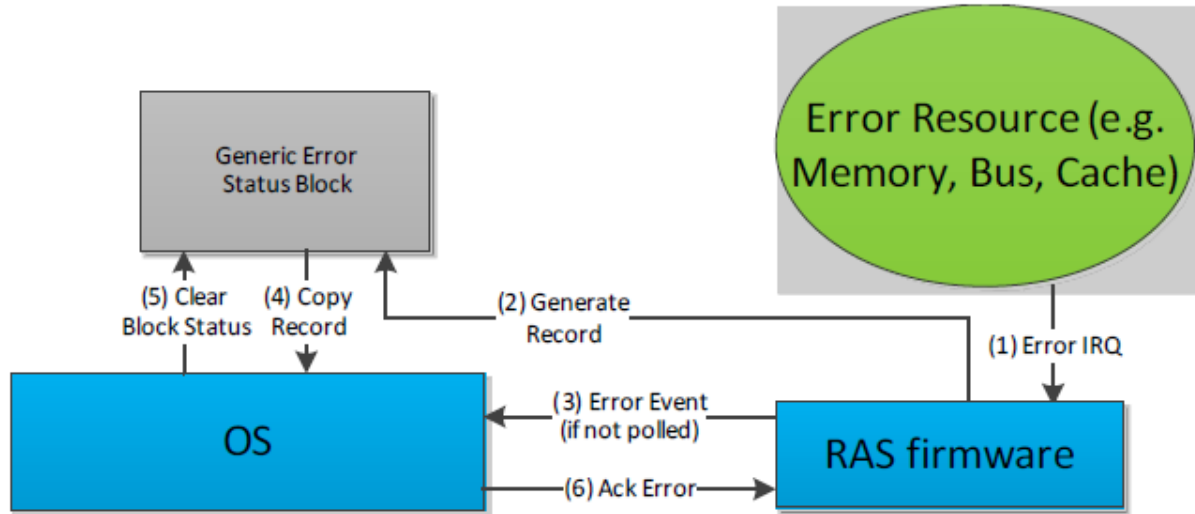 Error Resource (e.g.
Memory, Bus, Cache)
Generic Error
Status Block
(5) Clear
Block Status
(4) Copy
Record
(2) Generate
Record
(1) Error IRQ
OS
(3) Error Event
(if not polled)
(6) Ack Error
RAS firmware